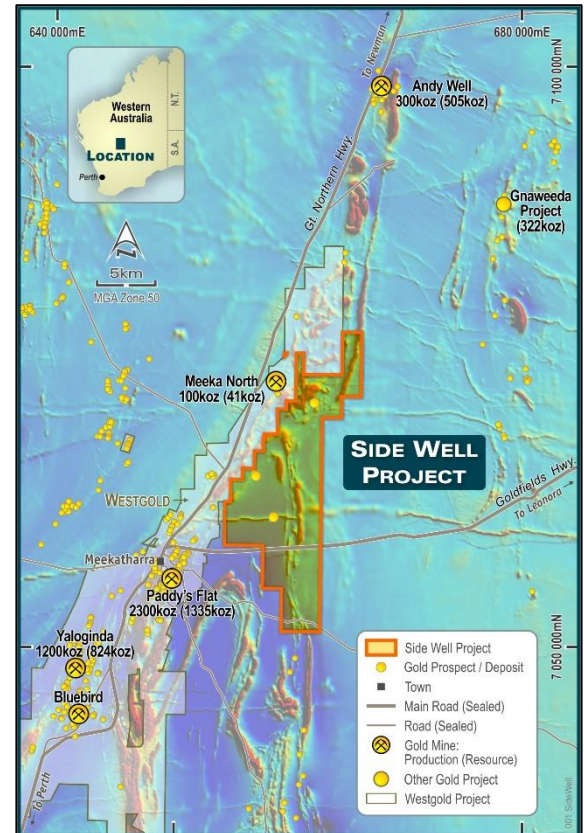 640 000mE
680 000mE
To Newman
7 100 000mN
Western
Australia
N.T.
S.A.
LOCATION
Perth
Andy Well
300koz (505koz)
Gt. Northern Hwy.
Gnaweeda
Project
(322koz)
N
5km
MGA Zone 50
Meeka North
100koz (41koz)
SIDE WELL
PROJECT
Goldfields Hwy.
To Leonora
WESTGOLD
Meekatharra
Paddy's Flat
2300koz (1335koz)
Yaloginda
1200koz (824koz)
Bluebird
To Perth
7 050 000mN
Side Well Project
Gold Prospect / Deposit
Town
Main Road (Sealed)
Road (Sealed)
Gold Mine:
Production (Resource)
Other Gold Project
Westgold Project
001 SideWell